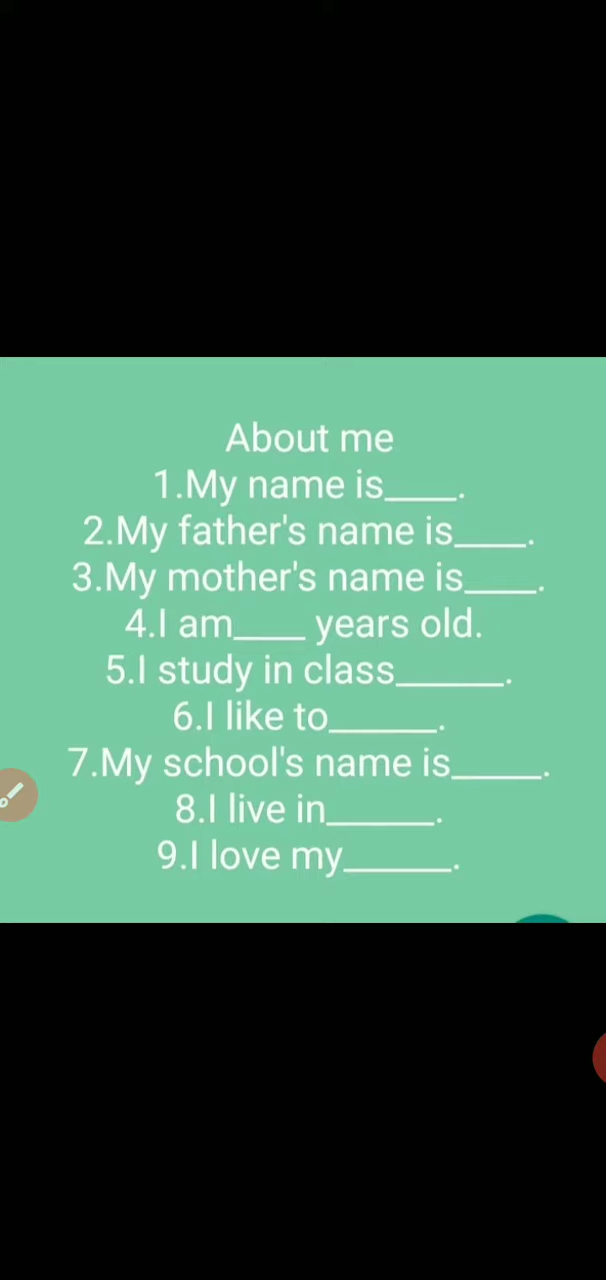 About me
1.My name is____.
2.My father's name is____.
3.My mother's name is____.
4.I am____ years old.
5.I study in class______.
6.I like to______.
7.My school's name is_____.
8.I live in______.
9.I love my______.